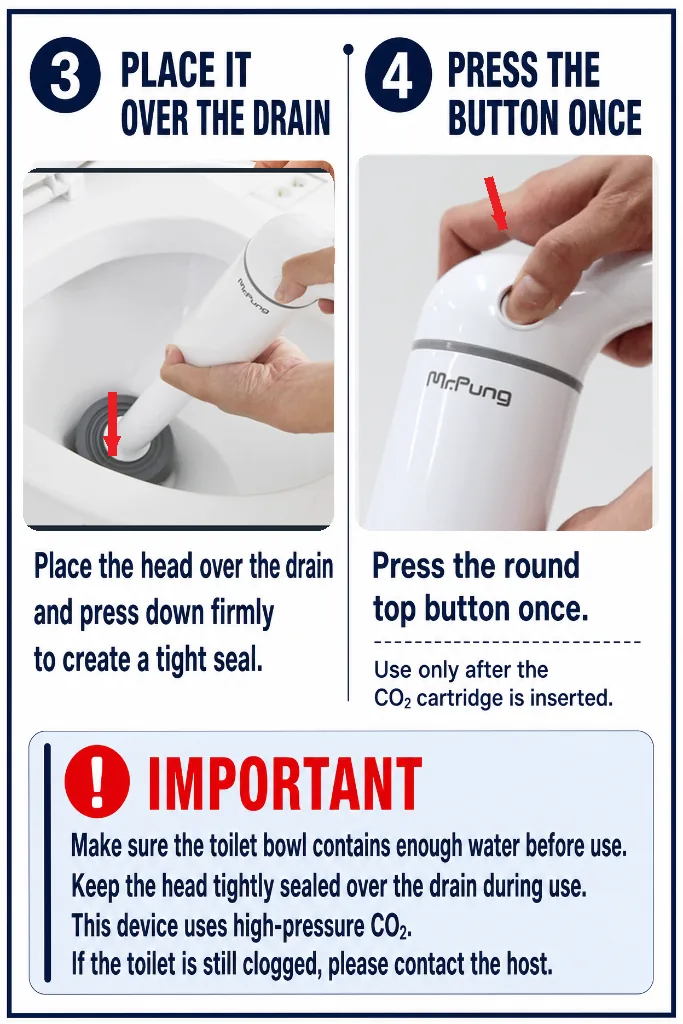 3 PLACE IT
OVER THE DRAIN
Mr.Pung
Place the head over the drain
and press down firmly
to create a tight seal.
4 PRESS THE
BUTTON ONCE
Mr.Pung
Press the round
top button once.
Use only after the
CO₂ cartridge is inserted.
! IMPORTANT
Make sure the toilet bowl contains enough water before use.
Keep the head tightly sealed over the drain during use.
This device uses high-pressure CO₂.
If the toilet is still clogged, please contact the host.